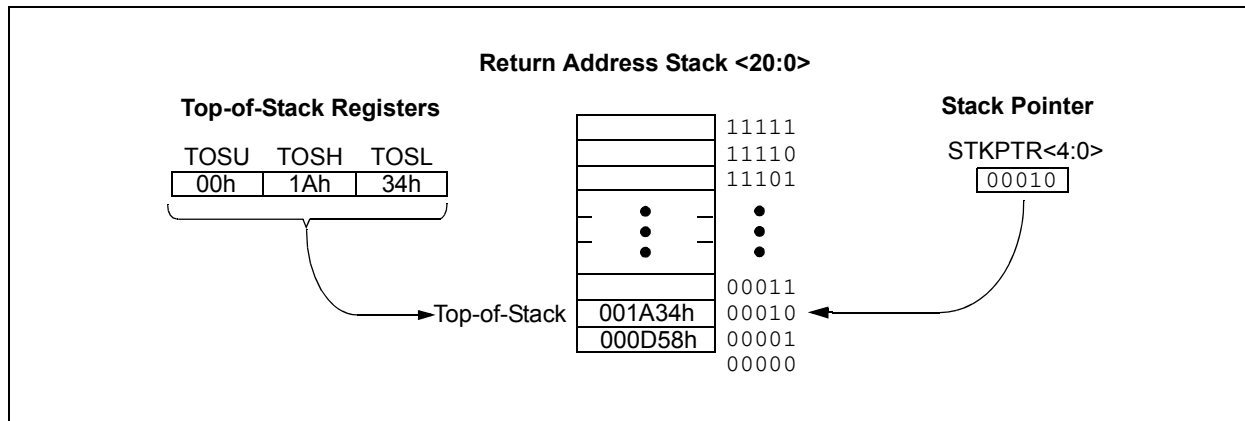 Return Address Stack <20:0>
Top-of-Stack Registers
Stack Pointer
TOSU TOSH TOSL
00h 1Ah 34h
STKPTR<4:0>
00010
11111
11110
11101
00011
Top-of-Stack 001A34h 00010
000D58h 00001
00000